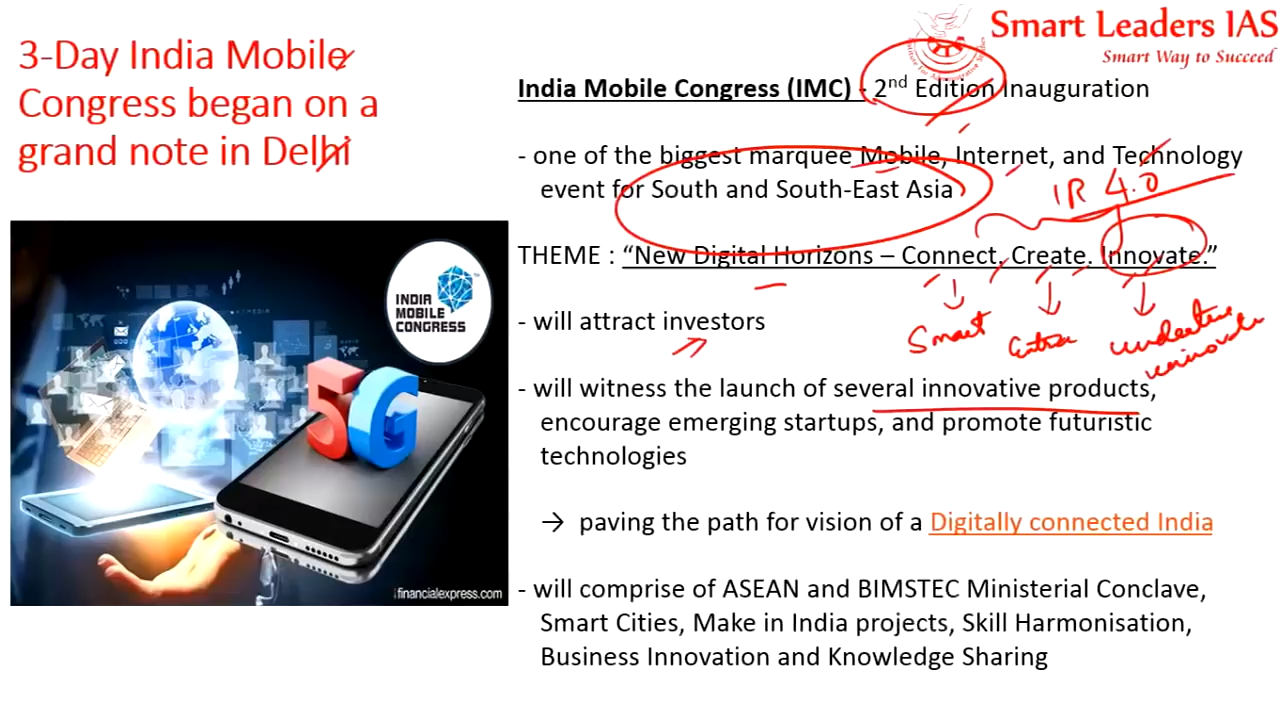 Smart Leaders IAS
Smart Way to Succeed
3-Day India Mobile
Congress began on a
grand note in Delhi
India Mobile Congress (IMC) - 2nd Edition Inauguration
- one of the biggest marquee Mobile, Internet, and Technology
event for South and South-East Asia
IR 4.0
THEME : “New Digital Horizons – Connect. Create. Innovate.”
Smart
- will attract investors
- will witness the launch of several innovative products,
encourage emerging startups, and promote futuristic
technologies
→ paving the path for vision of a Digitally connected India
- will comprise of ASEAN and BIMSTEC Ministerial Conclave,
Smart Cities, Make in India projects, Skill Harmonisation,
Business Innovation and Knowledge Sharing
INDIA
MOBILE
CONGRESS
5G
financialexpress.com